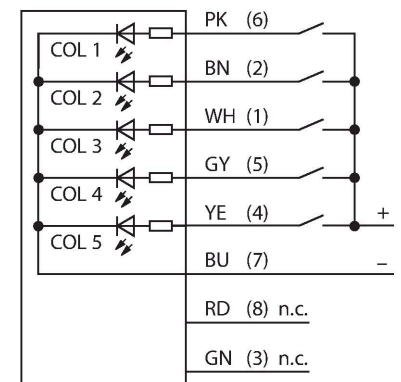 PK (6)
COL 1
BN (2)
COL 2
WH (1)
COL 3
GY (5)
COL 4
YE (4)
+
COL 5
BU (7)
–
RD (8) n.c.
GN (3) n.c.